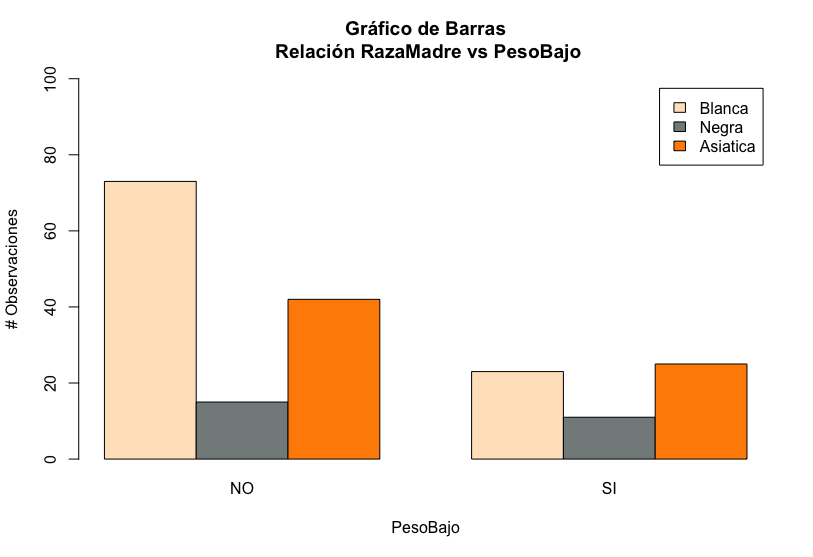 Gráfico de Barras
Relación RazaMadre vs PesoBajo
# Observaciones
100
80
60
40
20
0
Blanca
Negra
Asiatica
NO
SI
PesoBajo